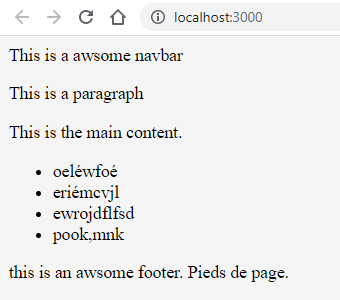 localhost:3000
This is a awsome navbar
This is a paragraph
This is the main content.
oeléwfoé
eriémcvjl
ewrojdflfsd
pook,mnk
this is an awsome footer. Pieds de page.